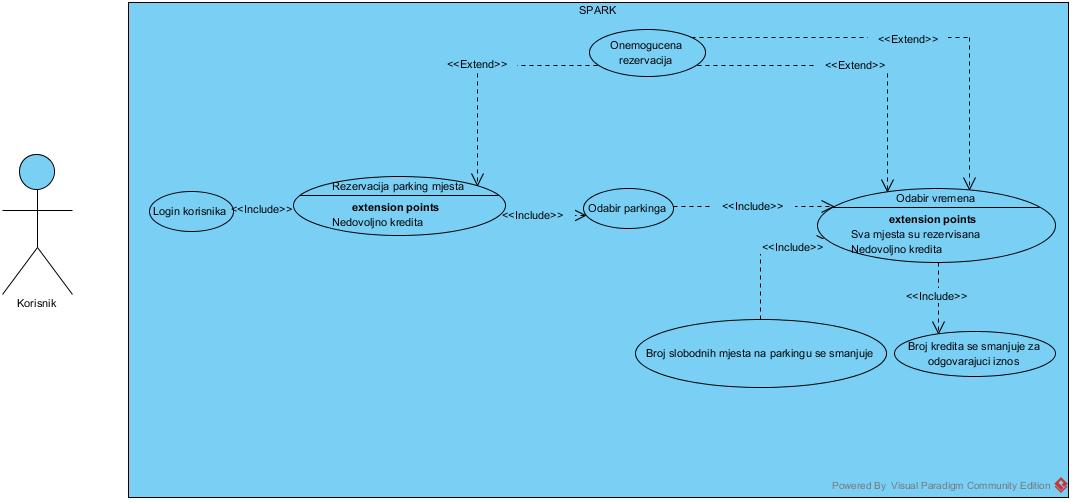 SPARK
Onemogucena
rezervacija
<<Extend>>
<<Extend>>
<<Extend>>
Rezervacija parking mjesta
extension points
Nedovoljno kredita
Login korisnika
<<Include>>
<<Include>>
Odabir parkinga
<<Include>>
Odabir vremena
extension points
Sva mjesta su rezervisana
Nedovoljno kredita
<<Include>>
<<Include>>
Korisnik
Broj slobodnih mjesta na parkingu se smanjuje
Broj kredita se smanjuje za
odgovarajuci iznos
Powered By Visual Paradigm Community Edition